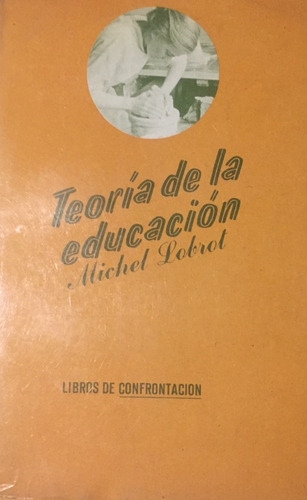 Teoría de la
educación
Michel Lobrot
LIBROS DE CONFRONTACION